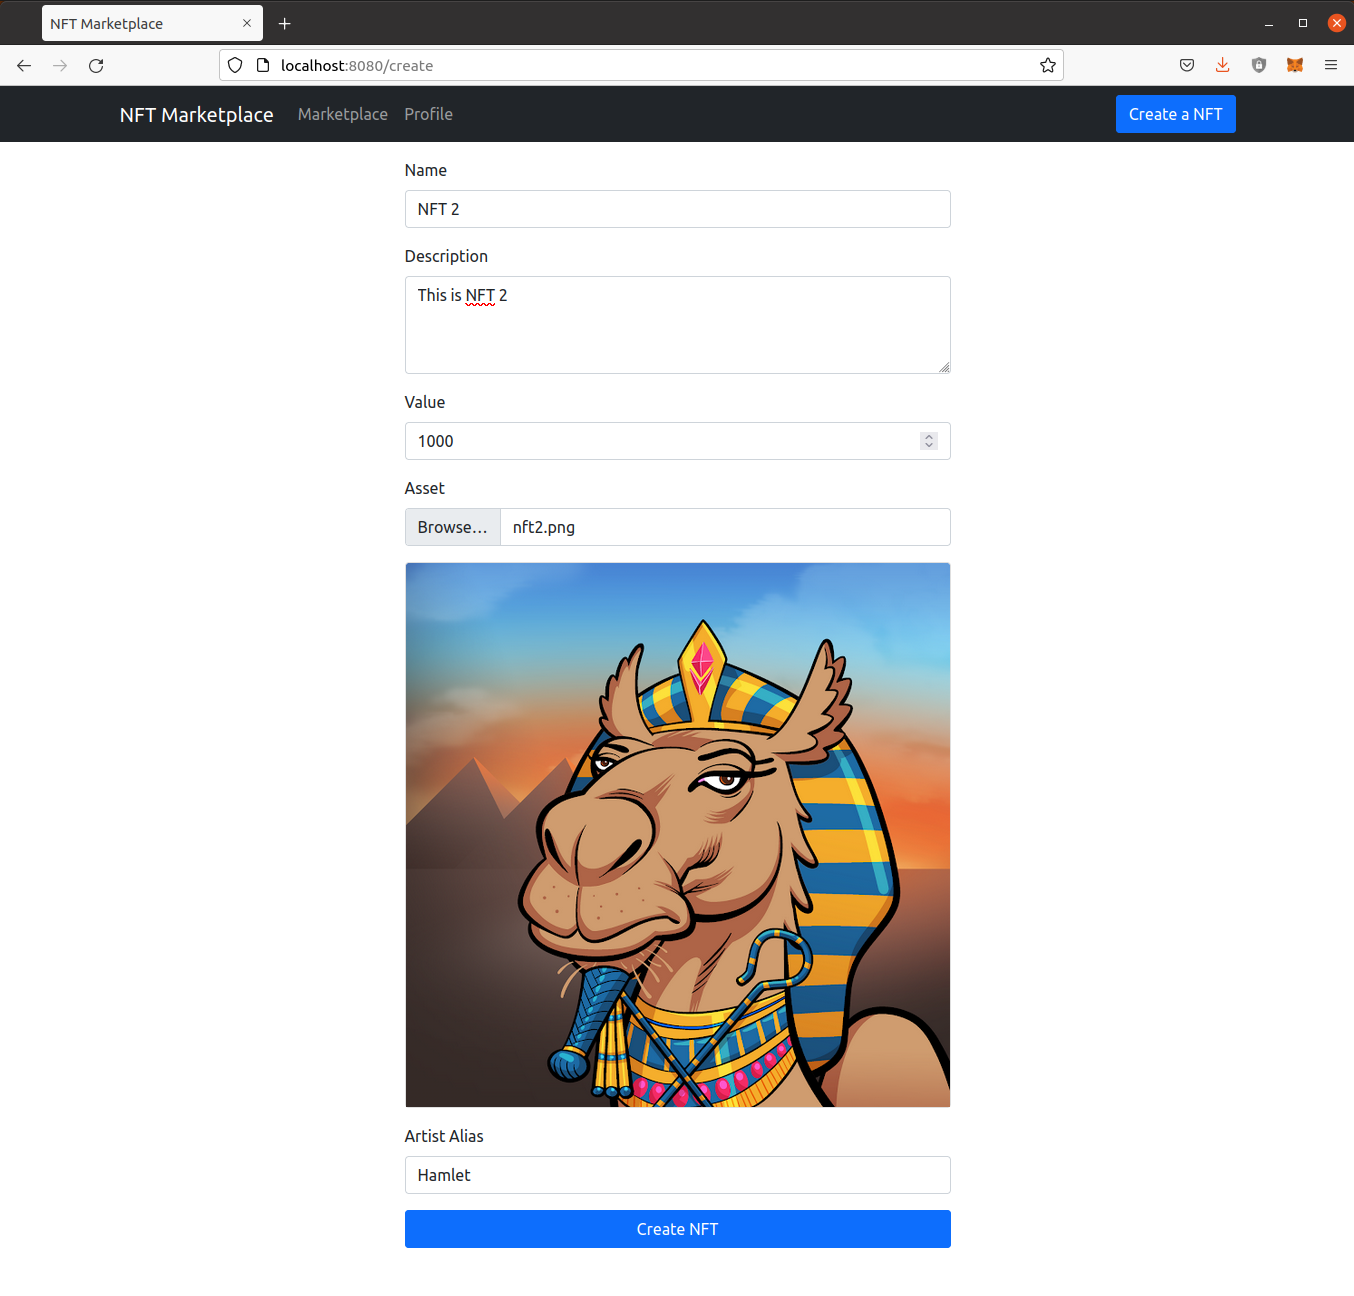 NFT Marketplace
localhost:8080/create
NFT Marketplace Marketplace Profile Create a NFT
Name
NFT 2
Description
This is NFT 2
Value
1000
Asset
Browse... nft2.png
Artist Alias
Hamlet
Create NFT